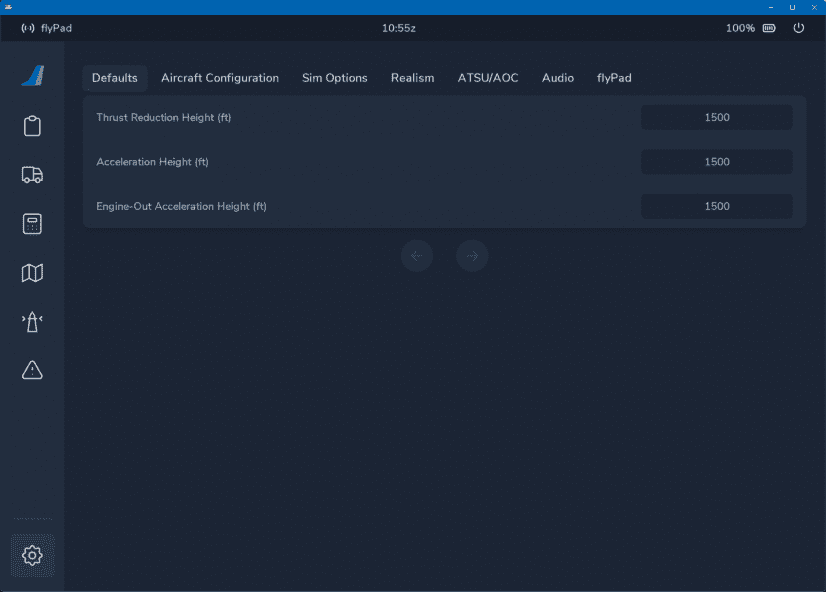 flyPad 10:55z 100%
Defaults Aircraft Configuration Sim Options Realism ATSU/AOC Audio flyPad
Thrust Reduction Height (ft) 1500
Acceleration Height (ft) 1500
Engine-Out Acceleration Height (ft) 1500